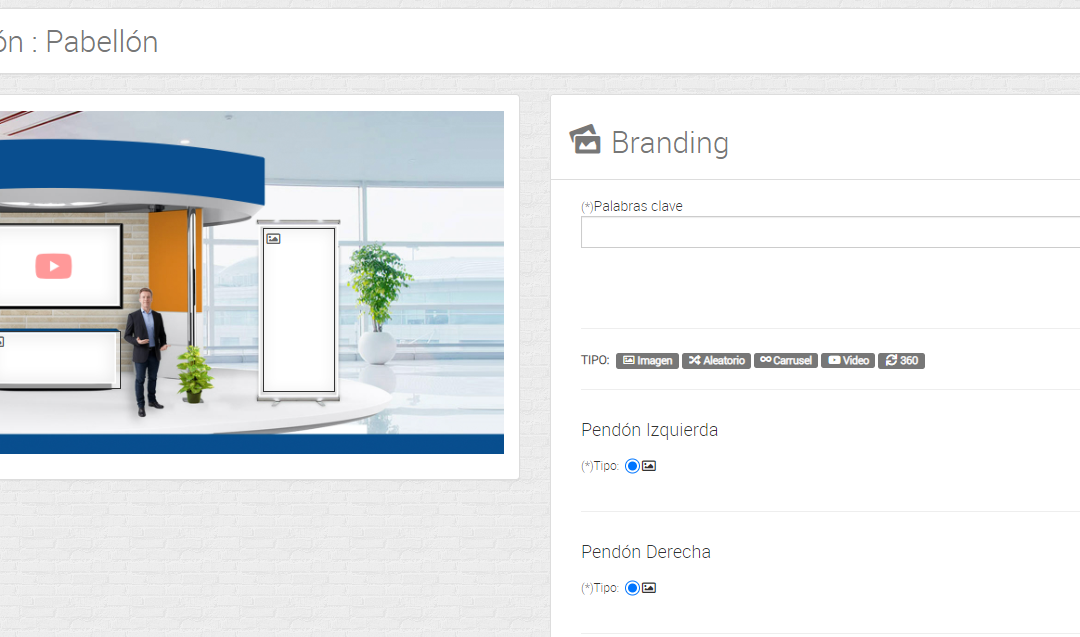 ón : Pabellón
Branding
(*)Palabras clave
TIPO: Imagen Aleatorio Carrusel Video 360
Pendón Izquierda
(*)Tipo:
Pendón Derecha
(*)Tipo: